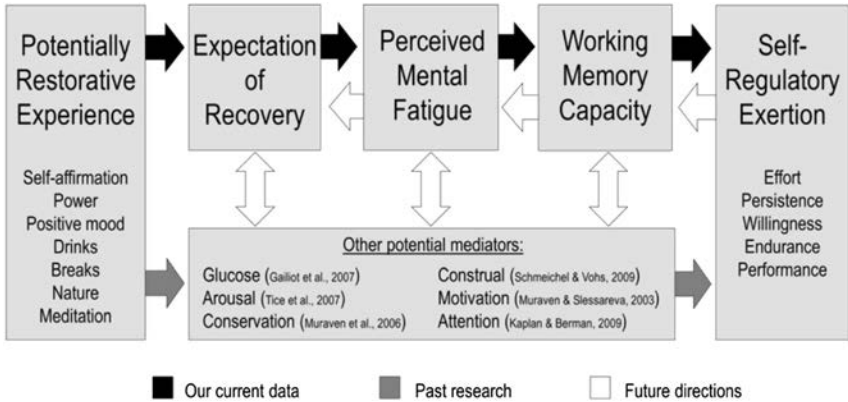 Potentially
Restorative
Experience
Self-affirmation
Power
Positive mood
Drinks
Breaks
Nature
Meditation
Expectation
of
Recovery
Perceived
Mental
Fatigue
Working
Memory
Capacity
Self-
Regulatory
Exertion
Effort
Persistence
Willingness
Endurance
Performance
Other potential mediators:
Glucose (Gailiot et al., 2007)
Arousal (Tice et al., 2007)
Conservation (Muraven et al., 2006)
Construal (Schmeichel & Vohs, 2009)
Motivation (Muraven & Slessareva, 2003)
Attention (Kaplan & Berman, 2009)
Our current data
Past research
Future directions